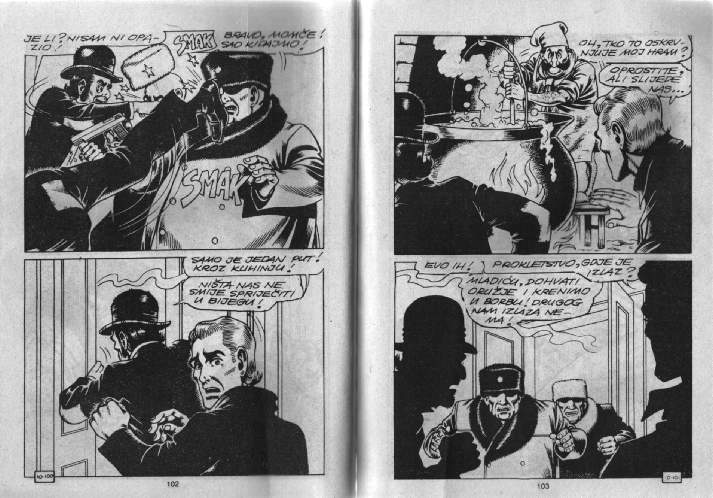 JE LI? NISAM NI OPA-
ZIO!
SMAK
BRAVO, MOMČE!
SAD KIDAJMO!
SMAK
SAMO JE JEDAN PUT!
KROZ KUHINJU!
NIŠTA NAS NE
SMIJE SPRIJEČITI
U BIJEGU!
102
OH, TKO TO OSKRV-
NJUJE MOJ HRAM?
OPROSTITE,
ALI SLIJEDE
NAS...
EVO IH!
PROKLETSTVO, GDJE JE
IZLAZ?
MLADIĆU, DOHVATI
ORUŽJE I KRENIMO
U BORBU! DRUGOG
NAM IZLAZA NE-
MA!
103